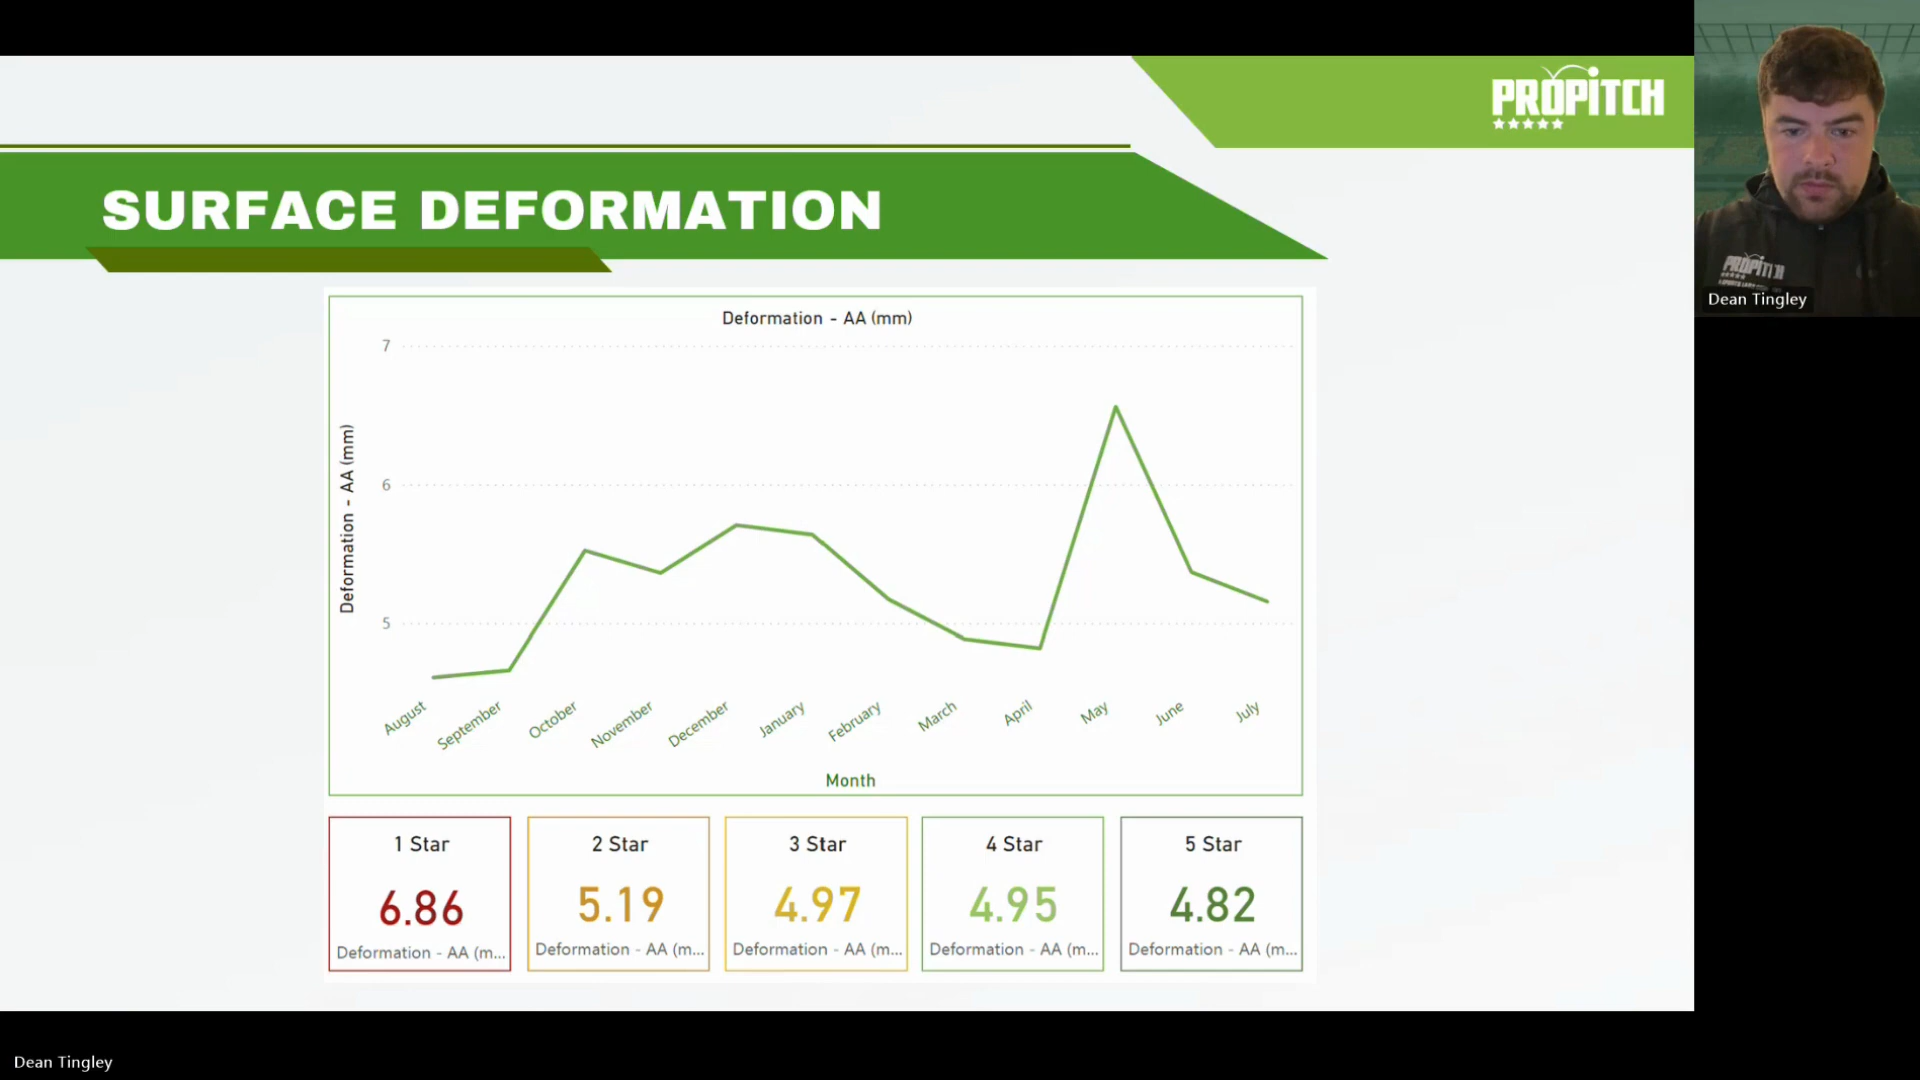 PROPITCH
SURFACE DEFORMATION
Deformation - AA (mm)
Deformation - AA (mm)
7
6
5
August
September
October
November
December
January
February
March
April
May
June
July
Month
1 Star
6.86
Deformation - AA (m...
2 Star
5.19
Deformation - AA (m...
3 Star
4.97
Deformation - AA (m...
4 Star
4.95
Deformation - AA (m...
5 Star
4.82
Deformation - AA (m...
PROPITCH
Dean Tingley
Dean Tingley